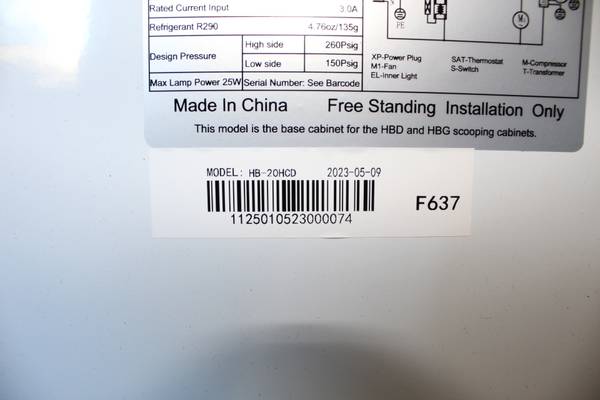 Rated Current Input 3.0A
Refrigerant R290 4.76oz/135g
Design Pressure High side 260Psig
Low side 150Psig
Max Lamp Power 25W Serial Number: See Barcode
PE M
XP-Power Plug SAT-Thermostat M-Compressor
M1-Fan S-Switch T-Transformer
EL-Inner Light
Made In China Free Standing Installation Only
This model is the base cabinet for the HBD and HBG scooping cabinets.
MODEL: HB-20HCD 2023-05-09
1125010523000074
F637